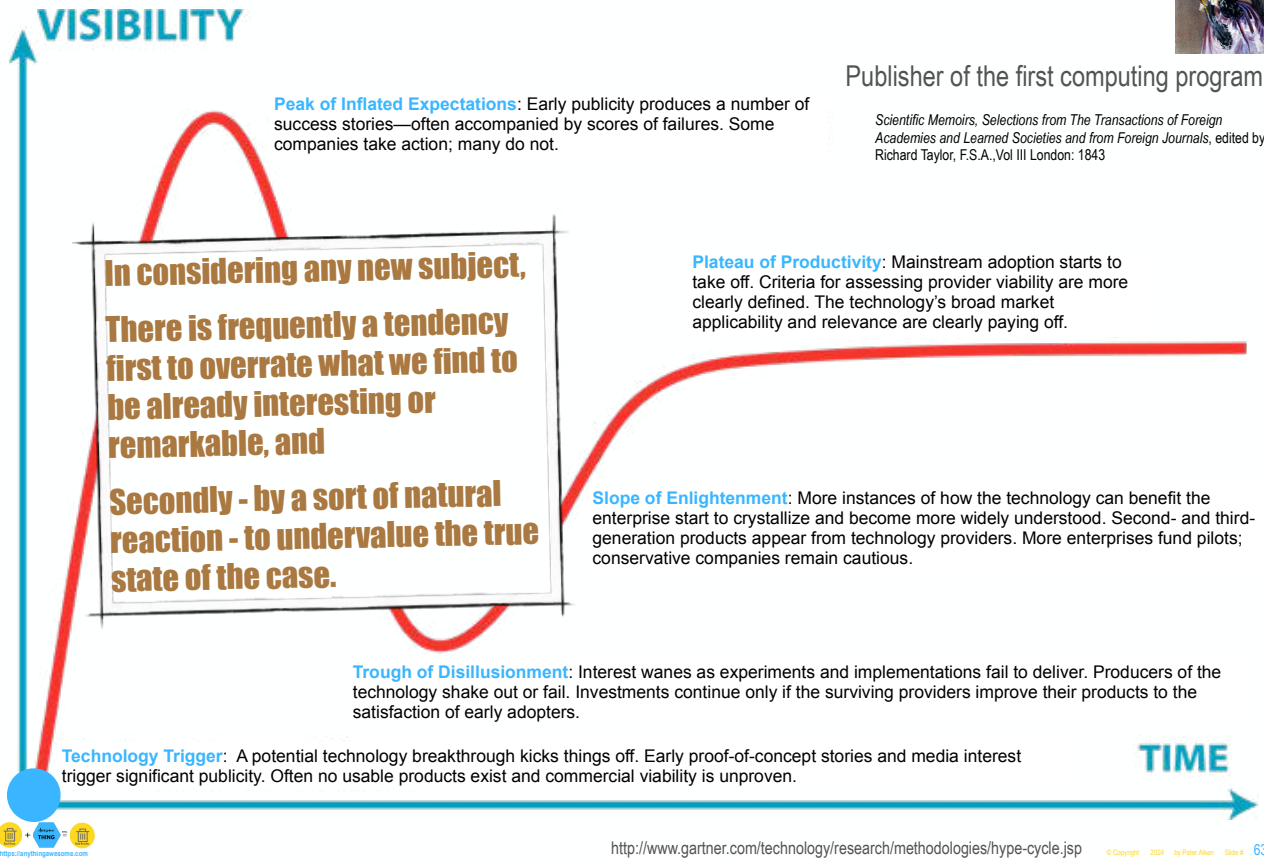 VISIBILITY
Publisher of the first computing program
Scientific Memoirs, Selections from The Transactions of Foreign
Academies and Learned Societies and from Foreign Journals, edited by
Richard Taylor, F.S.A.,Vol III London: 1843
Peak of Inflated Expectations: Early publicity produces a number of
success stories—often accompanied by scores of failures. Some
companies take action; many do not.
In considering any new subject,
There is frequently a tendency
first to overrate what we find to
be already interesting or
remarkable, and
Secondly - by a sort of natural
reaction - to undervalue the true
state of the case.
Plateau of Productivity: Mainstream adoption starts to
take off. Criteria for assessing provider viability are more
clearly defined. The technology’s broad market
applicability and relevance are clearly paying off.
Slope of Enlightenment: More instances of how the technology can benefit the
enterprise start to crystallize and become more widely understood. Second- and third-
generation products appear from technology providers. More enterprises fund pilots;
conservative companies remain cautious.
Trough of Disillusionment: Interest wanes as experiments and implementations fail to deliver. Producers of the
technology shake out or fail. Investments continue only if the surviving providers improve their products to the
satisfaction of early adopters.
Technology Trigger: A potential technology breakthrough kicks things off. Early proof-of-concept stories and media interest
trigger significant publicity. Often no usable products exist and commercial viability is unproven.
TIME
+ THING =
https://anythingawesome.com
http://www.gartner.com/technology/research/methodologies/hype-cycle.jsp
© Copyright 2024 by Peter Aiken Slide # 63